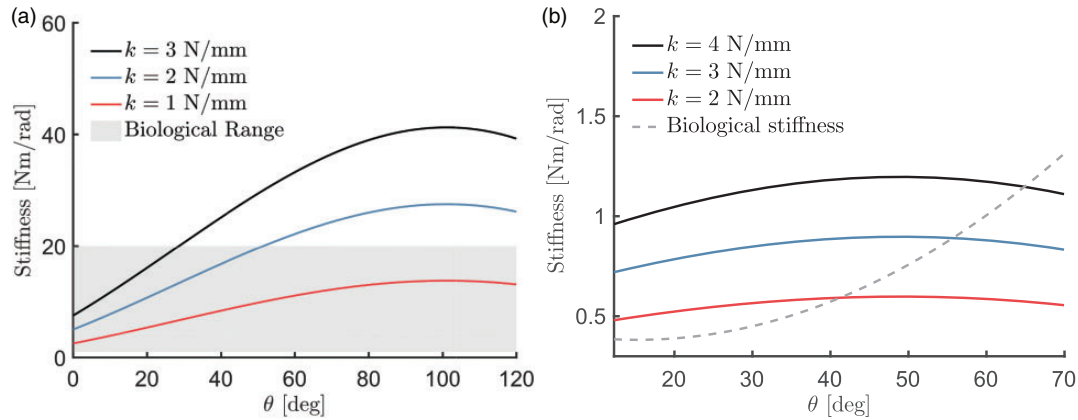 (a)
60
40
20
0
Stiffness [Nm/rad]
k = 3 N/mm
k = 2 N/mm
k = 1 N/mm
Biological Range
0 20 40 60 80 100 120
θ [deg]
(b)
2
1.5
1
0.5
Stiffness [Nm/rad]
k = 4 N/mm
k = 3 N/mm
k = 2 N/mm
Biological stiffness
20 30 40 50 60 70
θ [deg]